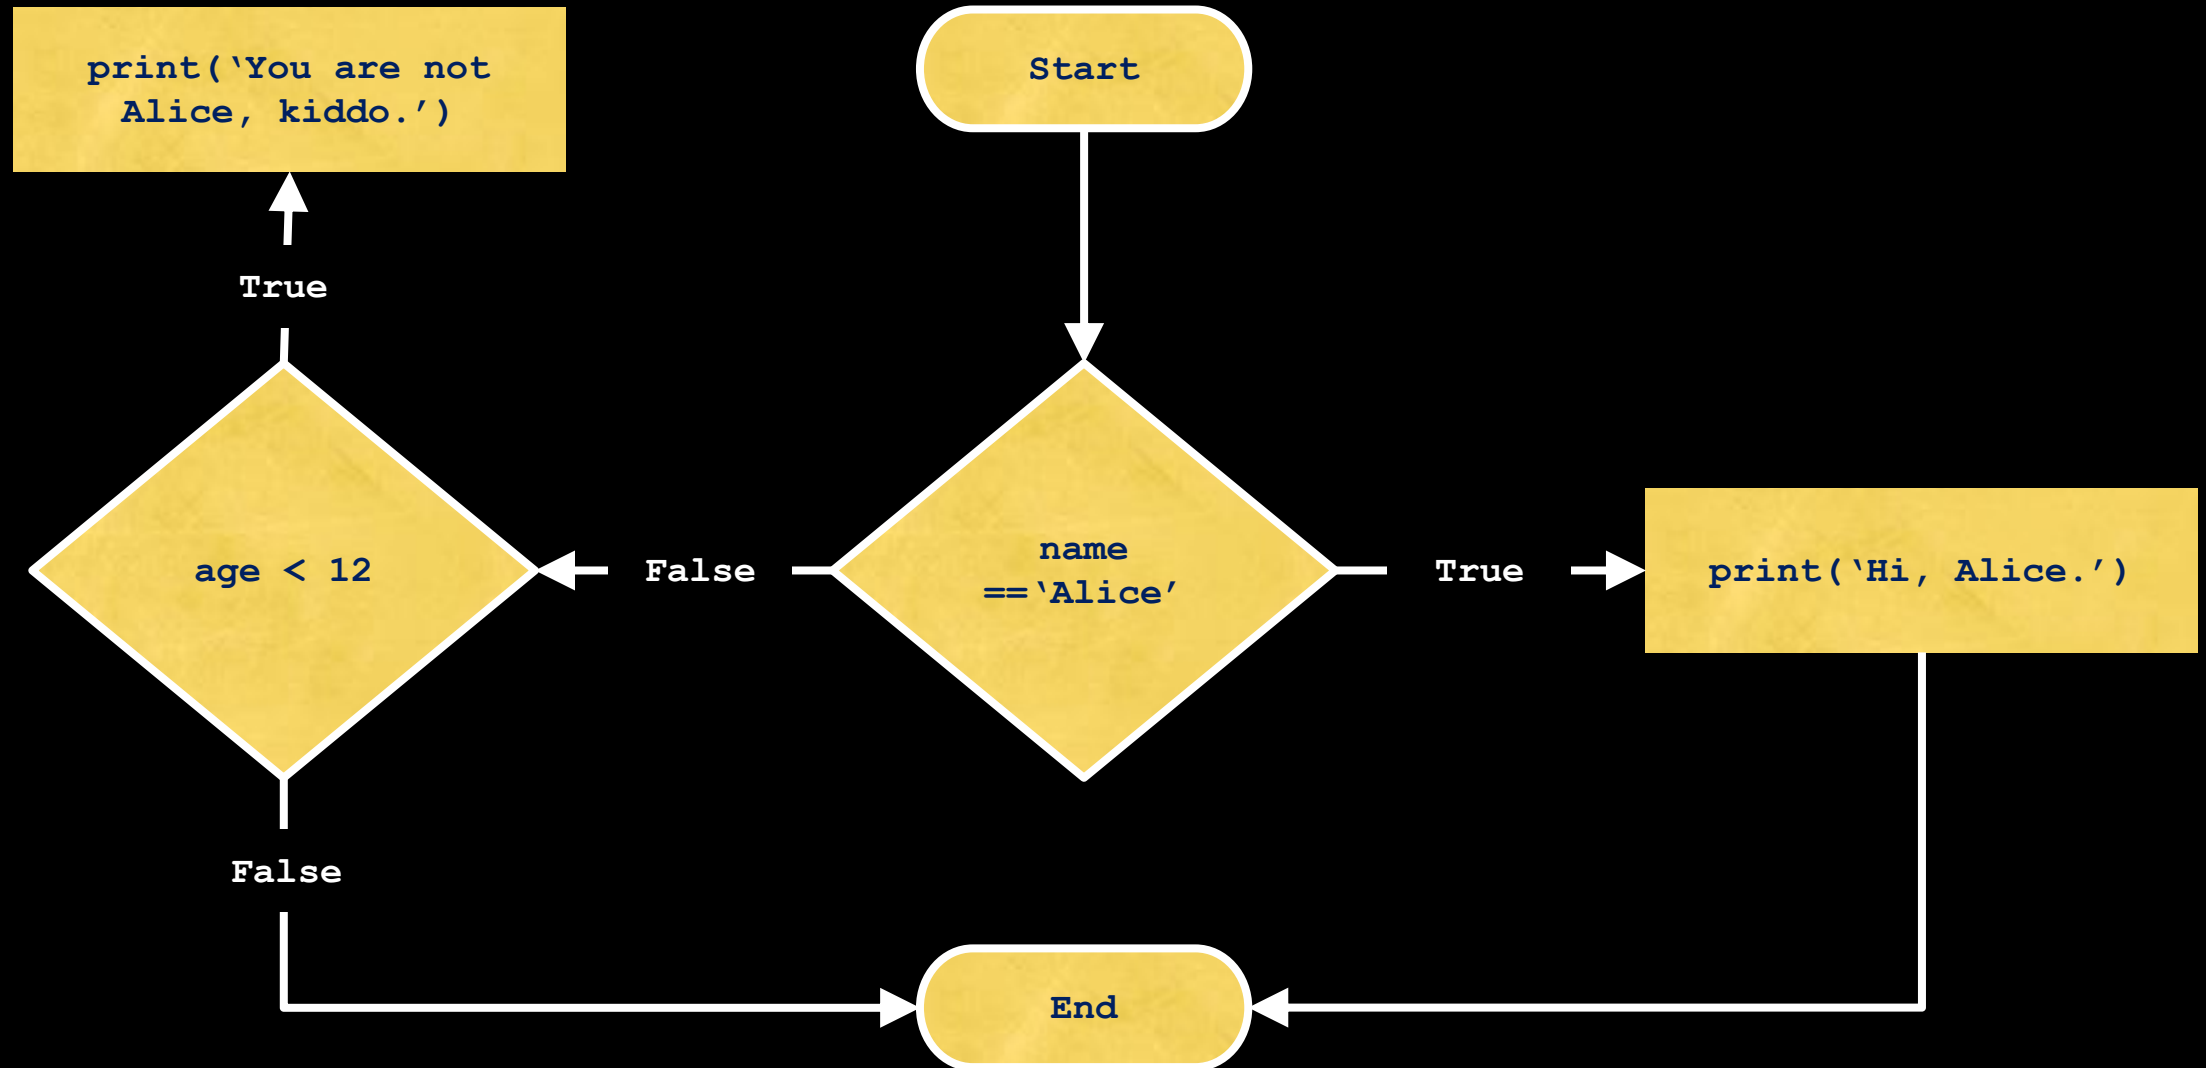 print(‘You are not
Alice, kiddo.’)
Start
True
age < 12
False
name
==‘Alice’
True
print(‘Hi, Alice.’)
False
End